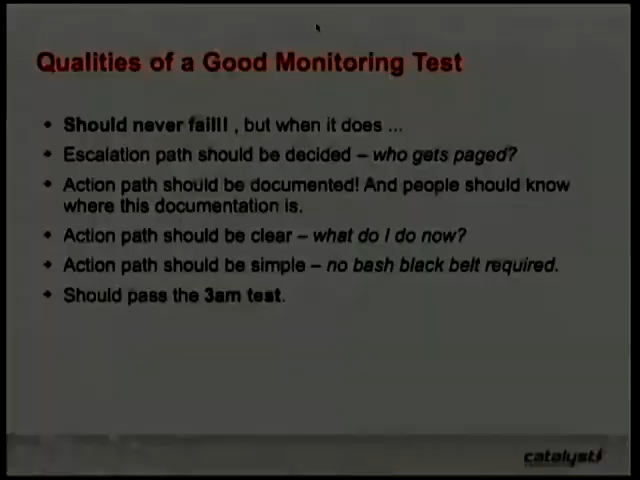 Qualities of a Good Monitoring Test
• Should never fail!! , but when it does ...
• Escalation path should be decided – who gets paged?
• Action path should be documented! And people should know
where this documentation is.
• Action path should be clear – what do I do now?
• Action path should be simple – no bash black belt required.
• Should pass the 3am test.
catalyst